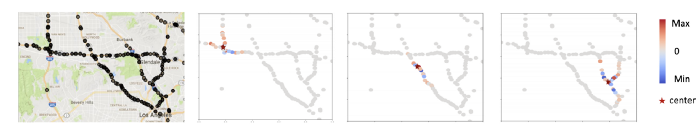 Burbank
Glendale
Beverly Hills
Los Angeles
Max
0
Min
center